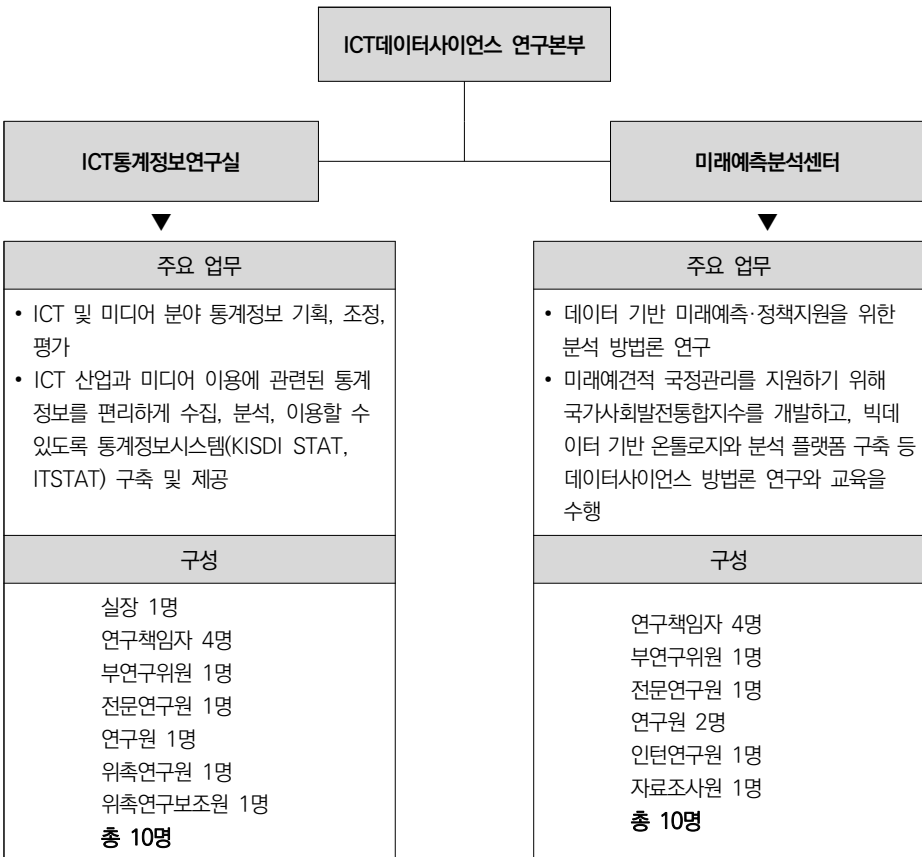 ICT데이터사이언스 연구본부
ICT통계정보연구실
주요 업무
• ICT 및 미디어 분야 통계정보 기획, 조정,
평가
• ICT 산업과 미디어 이용에 관련된 통계
정보를 편리하게 수집, 분석, 이용할 수
있도록 통계정보시스템(KISDI STAT,
ITSTAT) 구축 및 제공
구성
실장 1명
연구책임자 4명
부연구위원 1명
전문연구원 1명
연구원 1명
위촉연구원 1명
위촉연구보조원 1명
총 10명
미래예측분석센터
주요 업무
• 데이터 기반 미래예측·정책지원을 위한
분석 방법론 연구
• 미래예견적 국정관리를 지원하기 위해
국가사회발전통합지수를 개발하고, 빅데
이터 기반 온톨로지와 분석 플랫폼 구축 등
데이터사이언스 방법론 연구와 교육을
수행
구성
연구책임자 4명
부연구위원 1명
전문연구원 1명
연구원 2명
인턴연구원 1명
자료조사원 1명
총 10명